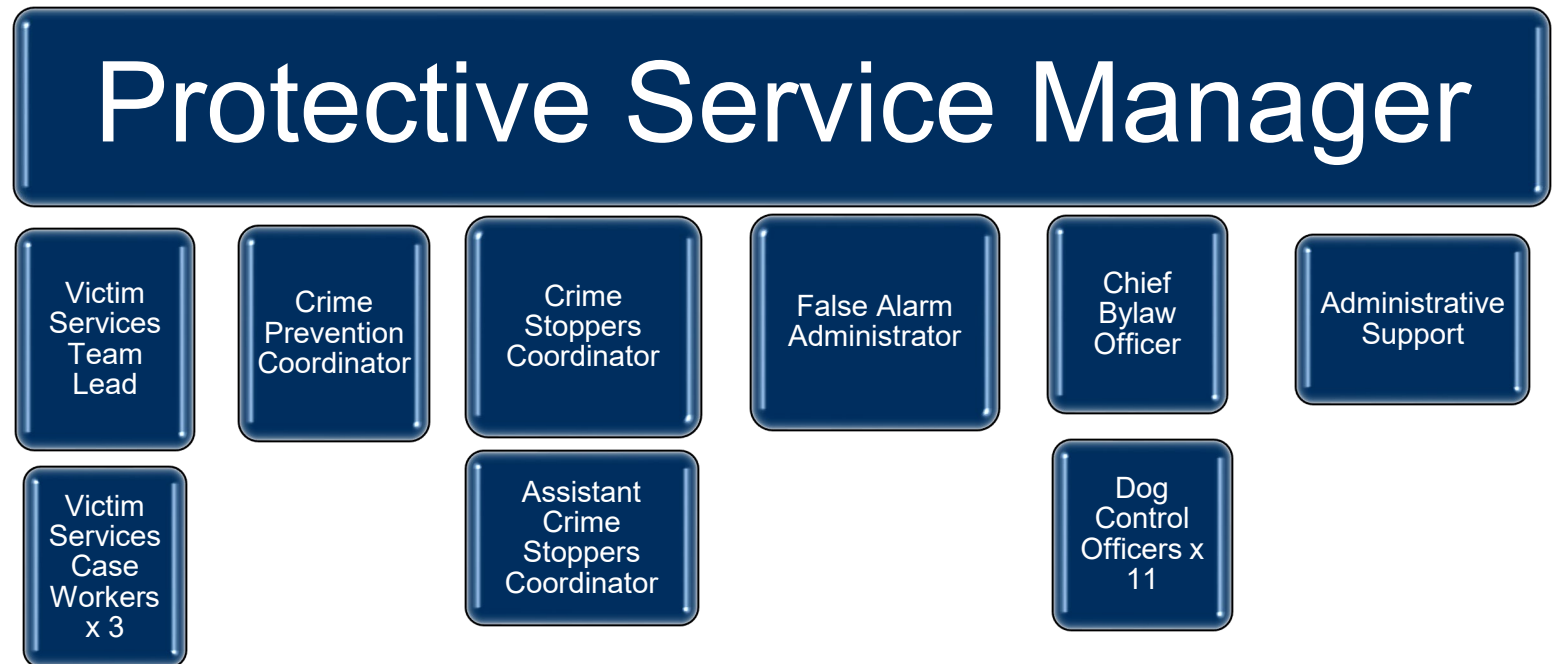 Protective Service Manager
Victim
Services
Team
Lead
Crime
Prevention
Coordinator
Crime
Stoppers
Coordinator
False Alarm
Administrator
Chief
Bylaw
Officer
Administrative
Support
Victim
Services
Case
Workers
x 3
Assistant
Crime
Stoppers
Coordinator
Dog
Control
Officers x
11